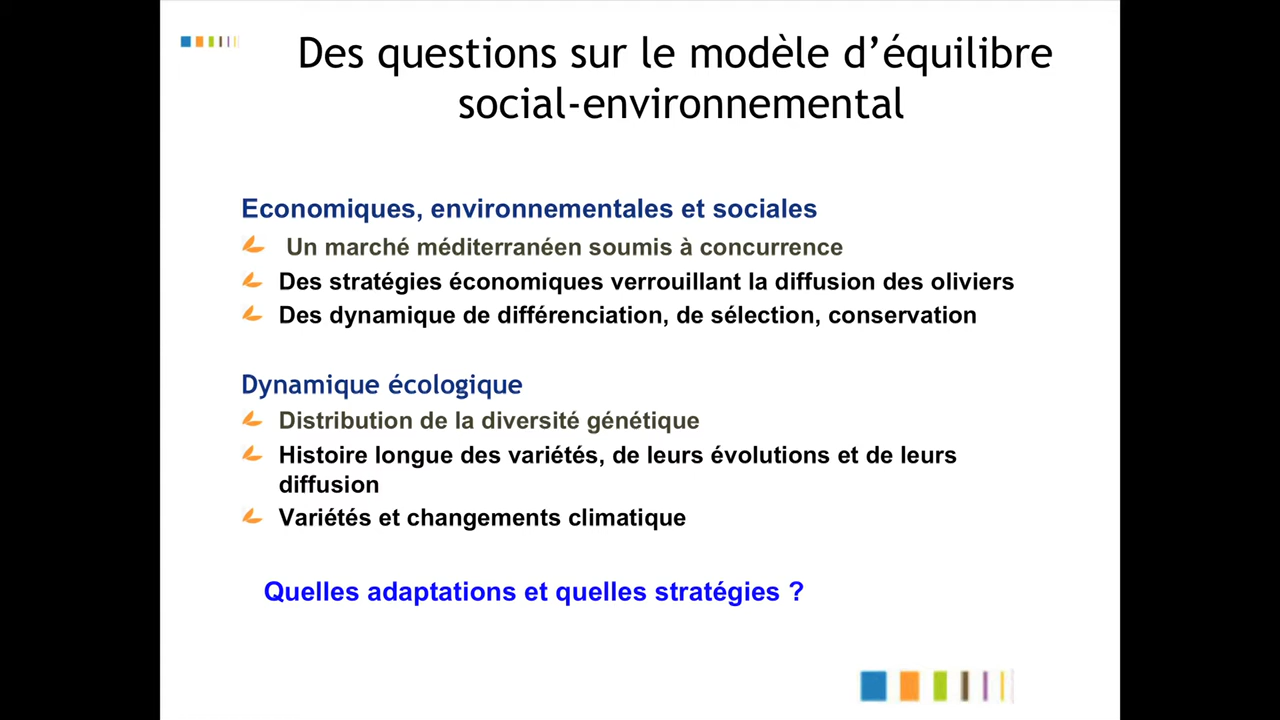 Des questions sur le modèle d’équilibre
social-environnemental
Economiques, environnementales et sociales
Un marché méditerranéen soumis à concurrence
Des stratégies économiques verrouillant la diffusion des oliviers
Des dynamique de différenciation, de sélection, conservation
Dynamique écologique
Distribution de la diversité génétique
Histoire longue des variétés, de leurs évolutions et de leurs
diffusion
Variétés et changements climatique
Quelles adaptations et quelles stratégies ?